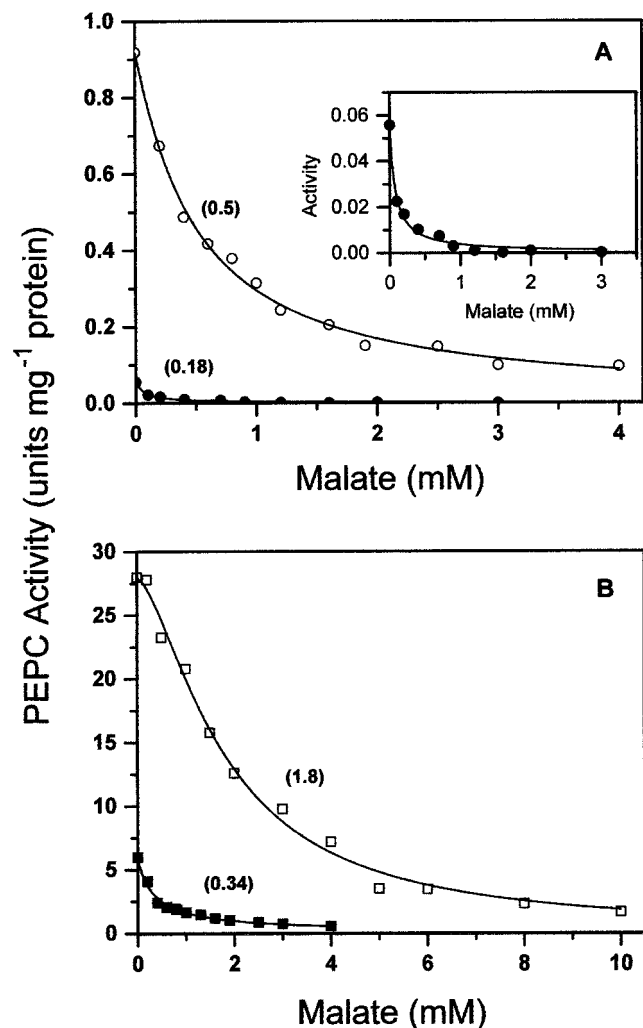 PEPC Activity (units mg⁻¹ protein)
A
1.0
0.8
0.6
0.4
0.2
0.0
(0.5)
(0.18)
0 1 2 3 4
Malate (mM)
Activity
0.06
0.04
0.02
0.00
0 1 2 3
Malate (mM)
B
30
25
20
15
10
5
0
(1.8)
(0.34)
0 2 4 6 8 10
Malate (mM)